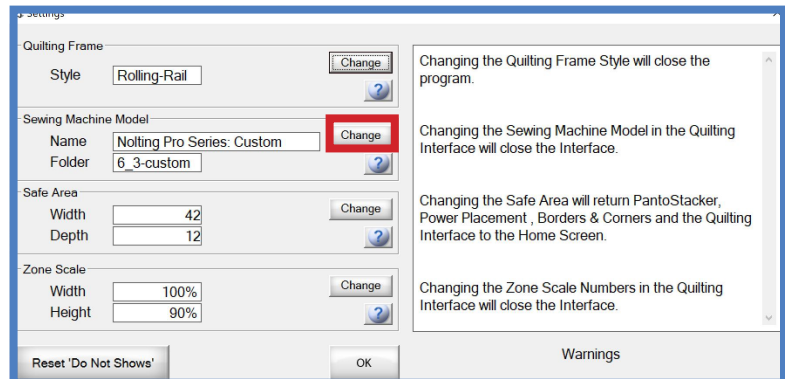 Settings
Quilting Frame
Style Rolling-Rail
Change
?
Sewing Machine Model
Name Nolting Pro Series: Custom
Folder 6_3-custom
Change
?
Safe Area
Width 42
Depth 12
Change
?
Zone Scale
Width 100%
Height 90%
Change
?
Reset 'Do Not Shows'
OK
Changing the Quilting Frame Style will close the
program.
Changing the Sewing Machine Model in the Quilting
Interface will close the Interface.
Changing the Safe Area will return PantoStacker,
Power Placement , Borders & Corners and the Quilting
Interface to the Home Screen.
Changing the Zone Scale Numbers in the Quilting
Interface will close the Interface.
Warnings